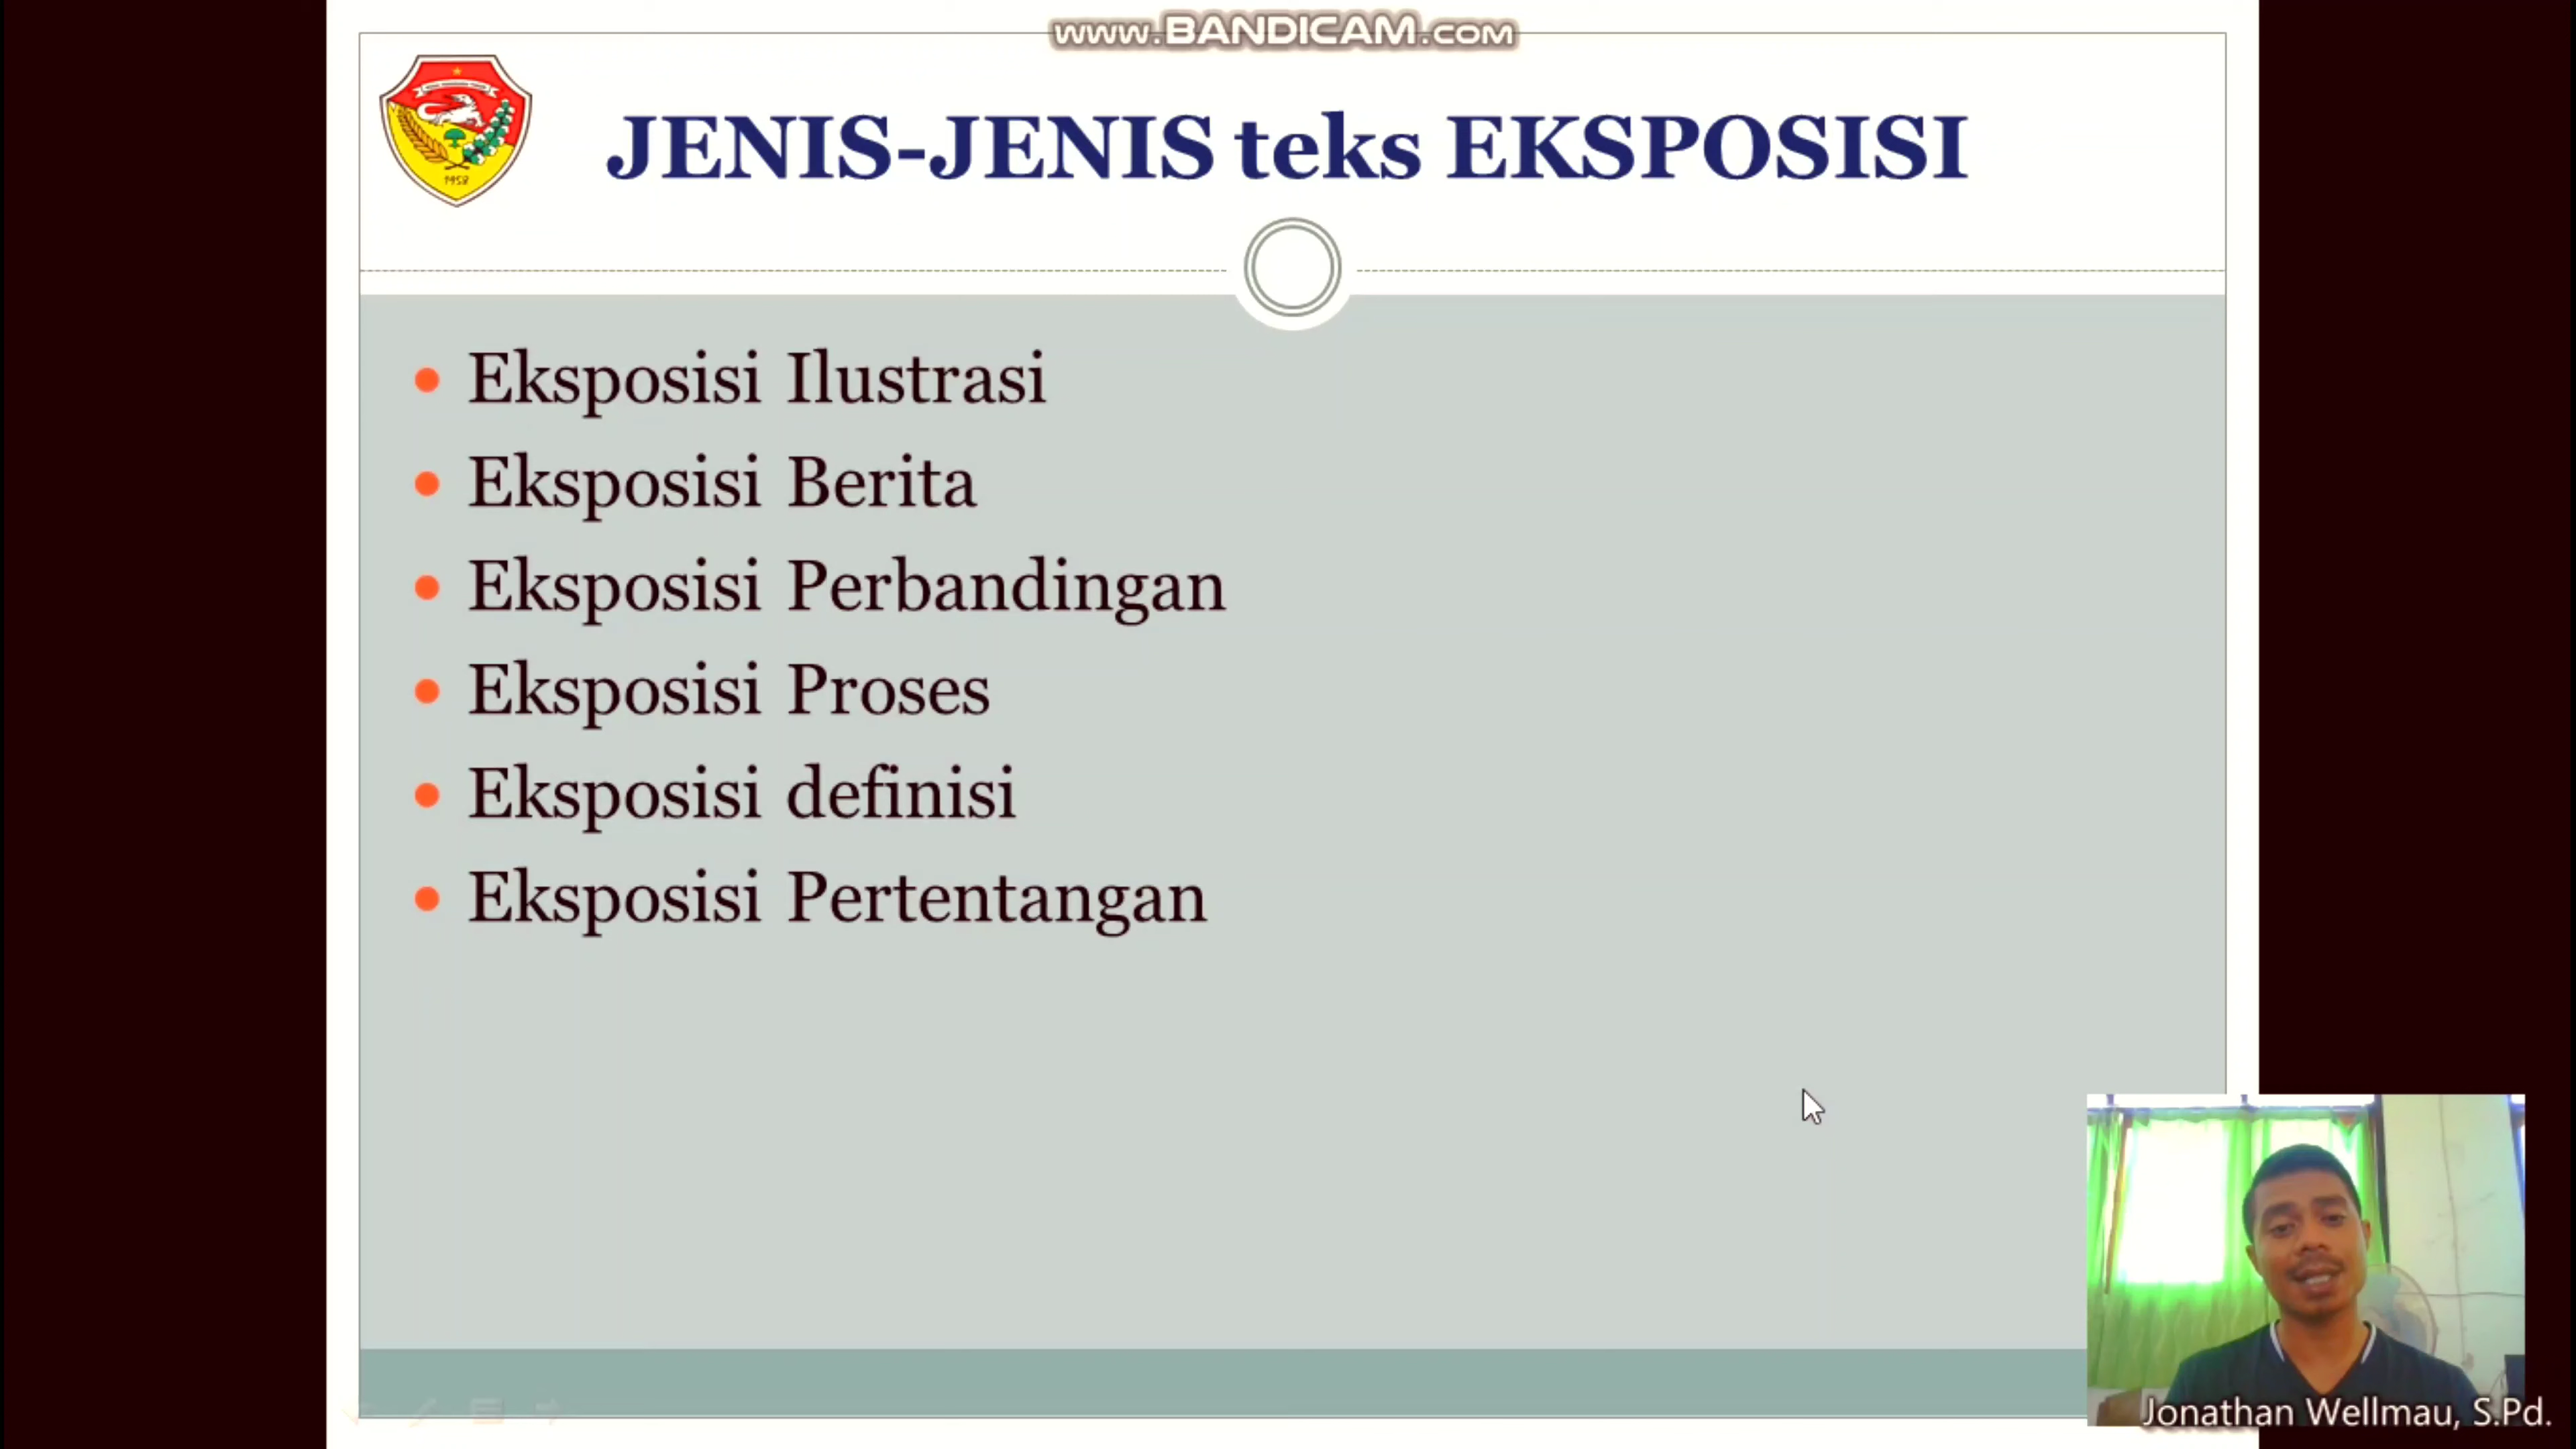 www.BANDICAM.com
JENIS-JENIS teks EKSPOSISI
1958
• Eksposisi Ilustrasi
• Eksposisi Berita
• Eksposisi Perbandingan
• Eksposisi Proses
• Eksposisi definisi
• Eksposisi Pertentangan
Jonathan Wellmau, S.Pd.